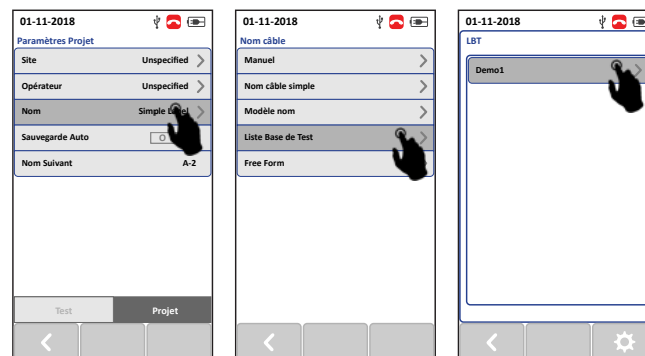 01-11-2018
Paramètres Projet
Site Unspecified
Opérateur Unspecified
Nom Simple Label
Sauvegarde Auto O
Nom Suivant A-2
Test Projet
01-11-2018
Nom câble
Manuel
Nom câble simple
Modèle nom
Liste Base de Test
Free Form
01-11-2018
LBT
Demo1